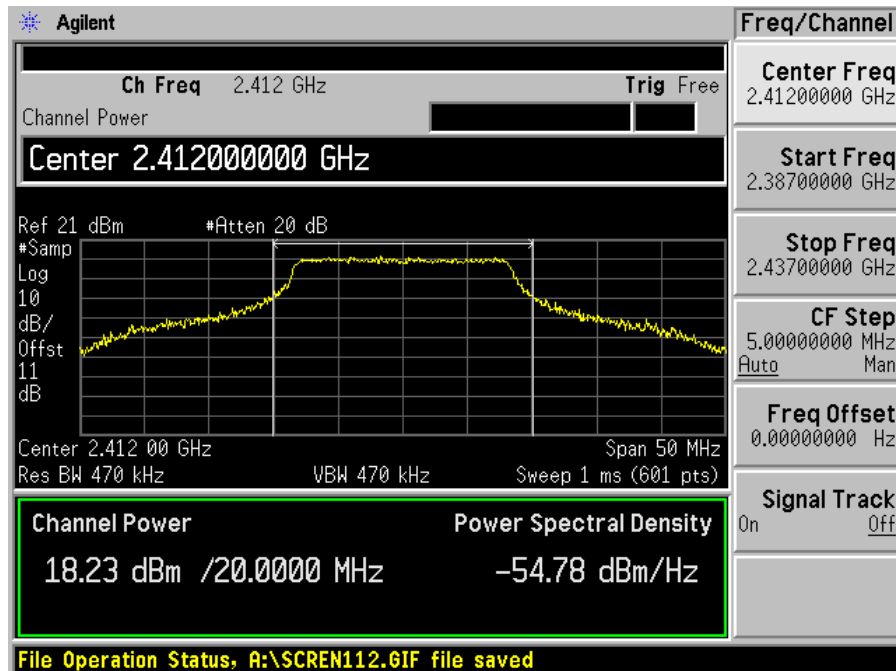 Agilent
Freq/Channel
Ch Freq 2.412 GHz Trig Free
Channel Power
Center 2.412000000 GHz
Ref 21 dBm #Atten 20 dB
#Samp
Log
10
dB/
Offst
11
dB
Center 2.412 00 GHz Span 50 MHz
Res BW 470 kHz VBW 470 kHz Sweep 1 ms (601 pts)
Channel Power Power Spectral Density
18.23 dBm /20.0000 MHz -54.78 dBm/Hz
File Operation Status, A:\SCREN112.GIF file saved
Center Freq
2.41200000 GHz
Start Freq
2.38700000 GHz
Stop Freq
2.43700000 GHz
CF Step
5.00000000 MHz
Auto Man
Freq Offset
0.00000000 Hz
Signal Track
On Off